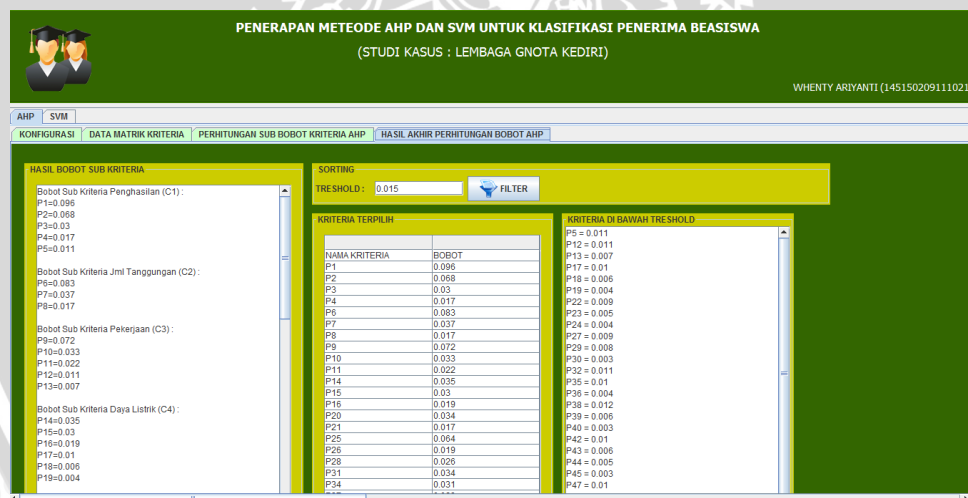 PENERAPAN METEODE AHP DAN SVM UNTUK KLASIFIKASI PENERIMA BEASISWA
(STUDI KASUS : LEMBAGA GNOTA KEDIRI)
WHENTY ARIYANTI (145150209111021
AHP SVM
KONFIGURASI DATA MATRIK KRITERIA PERHITUNGAN SUB BOBOT KRITERIA AHP HASIL AKHIR PERHITUNGAN BOBOT AHP
HASIL BOBOT SUB KRITERIA
Bobot Sub Kriteria Penghasilan (C1) :
P1=0.096
P2=0.068
P3=0.03
P4=0.017
P5=0.011
Bobot Sub Kriteria Jml Tanggungan (C2) :
P6=0.083
P7=0.037
P8=0.017
Bobot Sub Kriteria Pekerjaan (C3) :
P9=0.072
P10=0.033
P11=0.022
P12=0.011
P13=0.007
Bobot Sub Kriteria Daya Listrik (C4) :
P14=0.035
P15=0.03
P16=0.019
P17=0.01
P18=0.006
P19=0.004
SORTING
TRESHOLD : 0.015 FILTER
KRITERIA TERPILIH
NAMA KRITERIA BOBOT
P1 0.096
P2 0.068
P3 0.03
P4 0.017
P6 0.083
P7 0.037
P8 0.017
P9 0.072
P10 0.033
P11 0.022
P14 0.035
P15 0.03
P16 0.019
P20 0.034
P21 0.017
P25 0.064
P26 0.019
P28 0.026
P31 0.034
P34 0.031
KRITERIA DI BAWAH TRESHOLD
P5 = 0.011
P12 = 0.011
P13 = 0.007
P17 = 0.01
P18 = 0.006
P19 = 0.004
P22 = 0.009
P23 = 0.005
P24 = 0.004
P27 = 0.009
P29 = 0.008
P30 = 0.003
P32 = 0.011
P35 = 0.01
P36 = 0.004
P38 = 0.012
P39 = 0.006
P40 = 0.003
P42 = 0.01
P43 = 0.006
P44 = 0.005
P45 = 0.003
P47 = 0.01